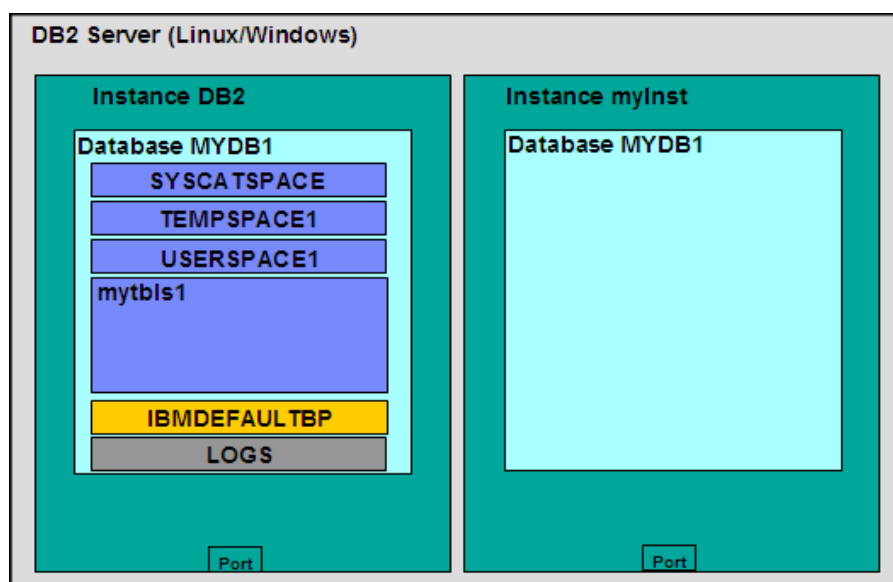 DB2 Server (Linux/Windows)
Instance DB2
Database MYDB1
SYSCATSPACE
TEMPSPACE1
USERSPACE1
mytbls1
IBMDEFAULTBP
LOGS
Port
Instance myInst
Database MYDB1
Port